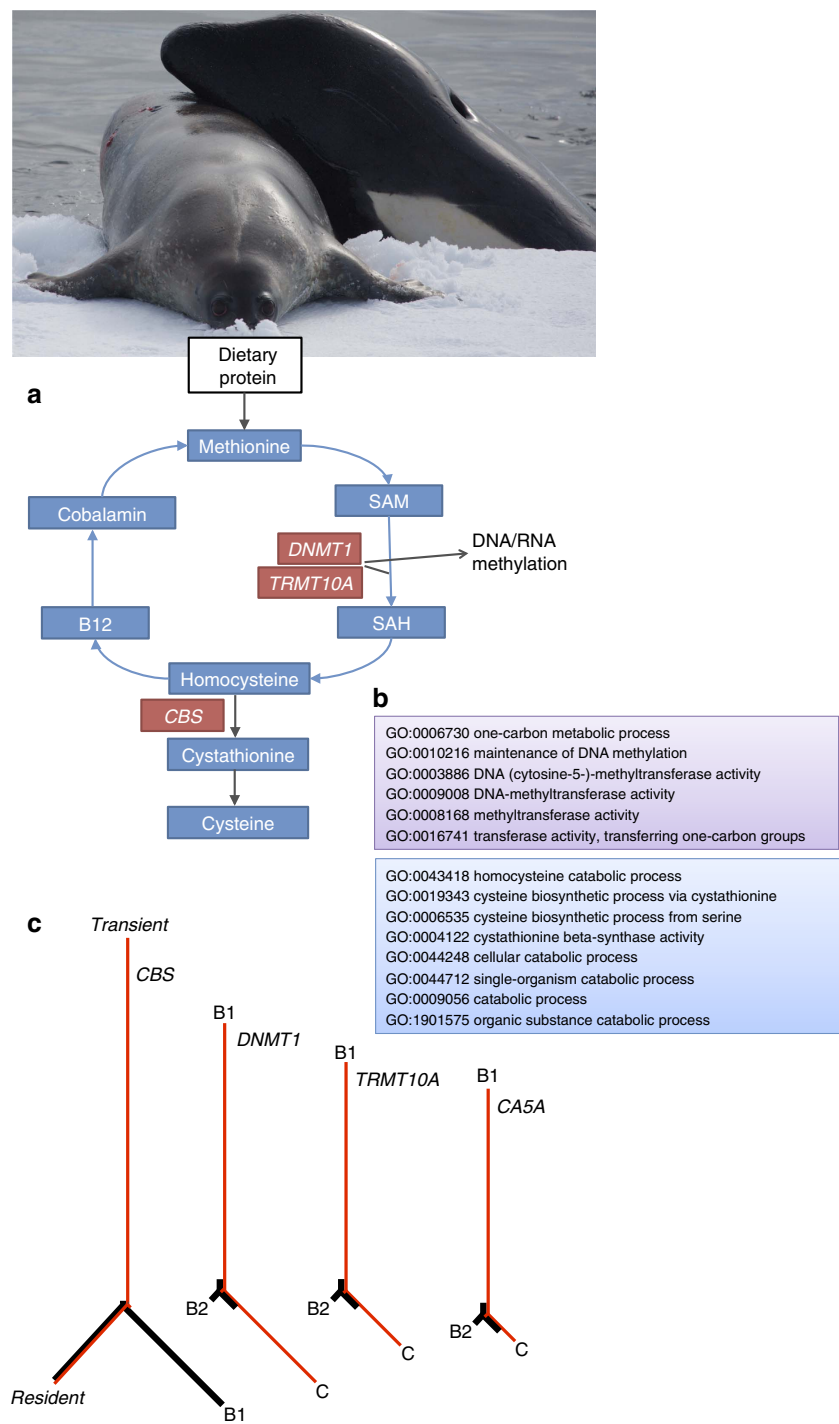 Dietary
protein
a
Methionine
Cobalamin
SAM
DNMT1
DNA/RNA
methylation
TRMT10A
B12
SAH
Homocysteine
CBS
Cystathionine
Cysteine
b
GO:0006730 one-carbon metabolic process
GO:0010216 maintenance of DNA methylation
GO:0003886 DNA (cytosine-5-)-methyltransferase activity
GO:0009008 DNA-methyltransferase activity
GO:0008168 methyltransferase activity
GO:0016741 transferase activity, transferring one-carbon groups
GO:0043418 homocysteine catabolic process
GO:0019343 cysteine biosynthetic process via cystathionine
GO:0006535 cysteine biosynthetic process from serine
GO:0004122 cystathionine beta-synthase activity
GO:0044248 cellular catabolic process
GO:0044712 single-organism catabolic process
GO:0009056 catabolic process
GO:1901575 organic substance catabolic process
c
Transient
CBS
Resident
B1
B1
DNMT1
B2
C
B1
TRMT10A
B2
C
B1
CA5A
B2
C